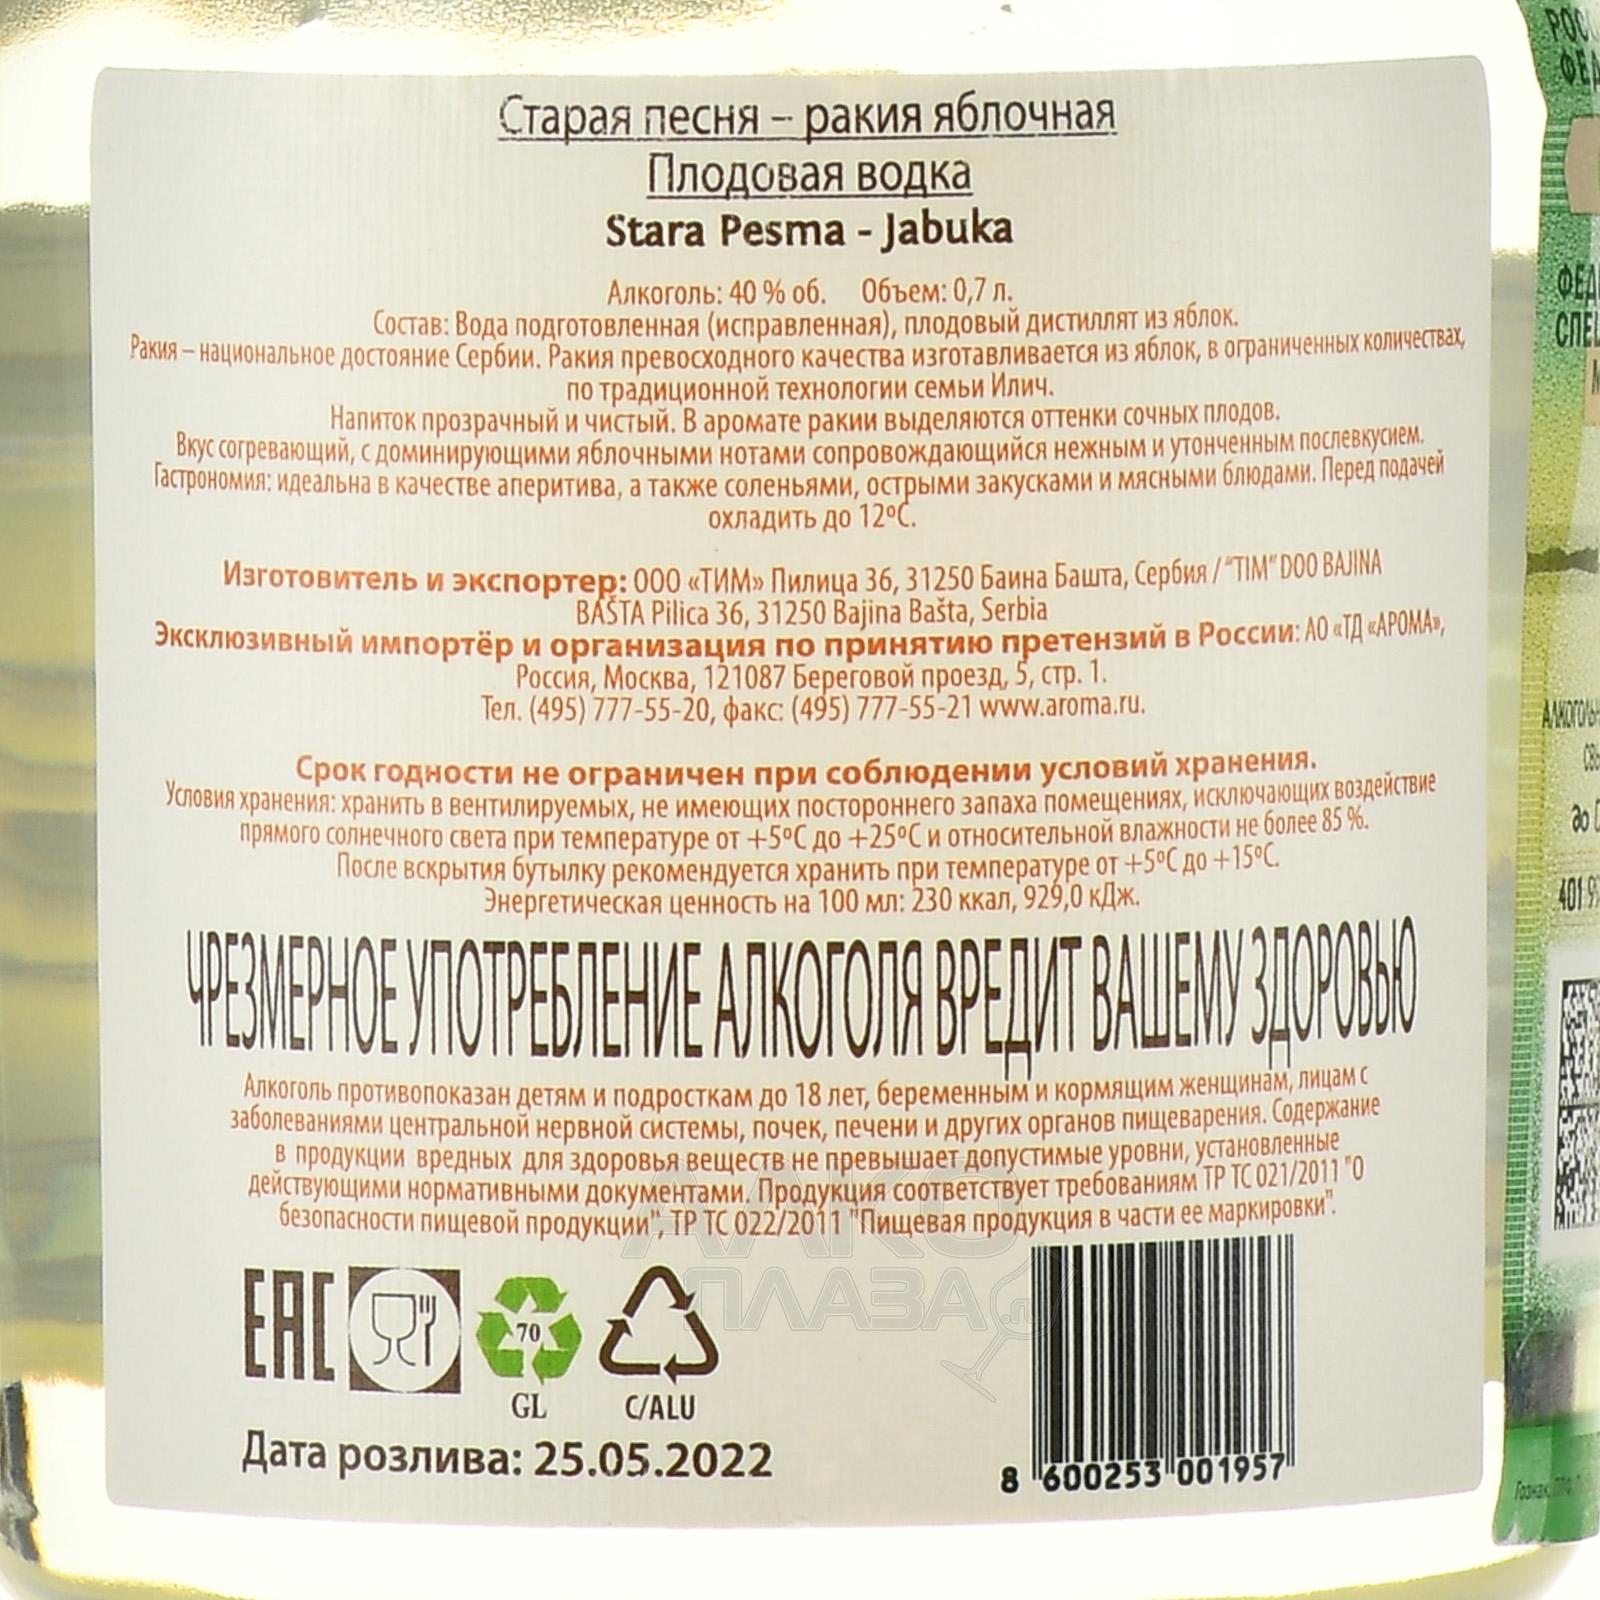 Старая песня – ракия яблочная
Плодовая водка
Stara Pesma - Jabuka
Алкоголь: 40 % об. Объем: 0,7 л.
Состав: Вода подготовленная (исправленная), плодовый дистиллят из яблок.
Ракия – национальное достояние Сербии. Ракия превосходного качества изготавливается из яблок, в ограниченных количествах,
по традиционной технологии семьи Илич.
Напиток прозрачный и чистый. В аромате ракии выделяются оттенки сочных плодов.
Вкус согревающий, с доминирующими яблочными нотами сопровождающийся нежным и утонченным послевкусием.
Гастрономия: идеальна в качестве аперитива, а также соленьями, острыми закусками и мясными блюдами. Перед подачей
охладить до 12ºC.
Изготовитель и экспортер: ООО «ТИМ» Пилица 36, 31250 Баина Башта, Сербия / "TIM" DOO BAJINA
BAŠTA Pilica 36, 31250 Bajina Bašta, Serbia
Эксклюзивный импортёр и организация по принятию претензий в России: АО «ТД «АРОМА»,
Россия, Москва, 121087 Береговой проезд, 5, стр. 1.
Тел. (495) 777-55-20, факс: (495) 777-55-21 www.aroma.ru.
Срок годности не ограничен при соблюдении условий хранения.
Условия хранения: хранить в вентилируемых, не имеющих постороннего запаха помещениях, исключающих воздействие
прямого солнечного света при температуре от +5ºC до +25ºC и относительной влажности не более 85 %.
После вскрытия бутылку рекомендуется хранить при температуре от +5ºC до +15ºC.
Энергетическая ценность на 100 мл: 230 ккал, 929,0 кДж.
ЧРЕЗМЕРНОЕ УПОТРЕБЛЕНИЕ АЛКОГОЛЯ ВРЕДИТ ВАШЕМУ ЗДОРОВЬЮ
Алкоголь противопоказан детям и подросткам до 18 лет, беременным и кормящим женщинам, лицам с
заболеваниями центральной нервной системы, почек, печени и других органов пищеварения. Содержание
в продукции вредных для здоровья веществ не превышает допустимые уровни, установленные
действующими нормативными документами. Продукция соответствует требованиям ТР ТС 021/2011 "О
безопасности пищевой продукции", ТР ТС 022/2011 "Пищевая продукция в части ее маркировки".
АЛКО
ПЛАЗА
.ru
EAC
70
GL
C/ALU
Дата розлива: 25.05.2022
8 600253 001957
401